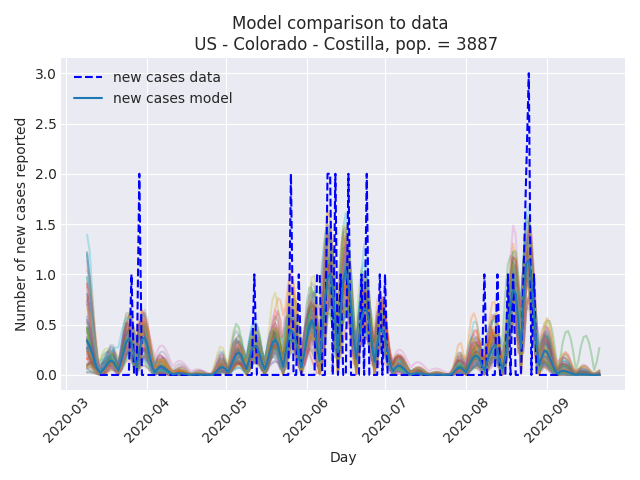 Model comparison to data
US - Colorado - Costilla, pop. = 3887
new cases data
new cases model
Number of new cases reported
3.0
2.5
2.0
1.5
1.0
0.5
0.0
2020-03
2020-04
2020-05
2020-06
2020-07
2020-08
2020-09
Day